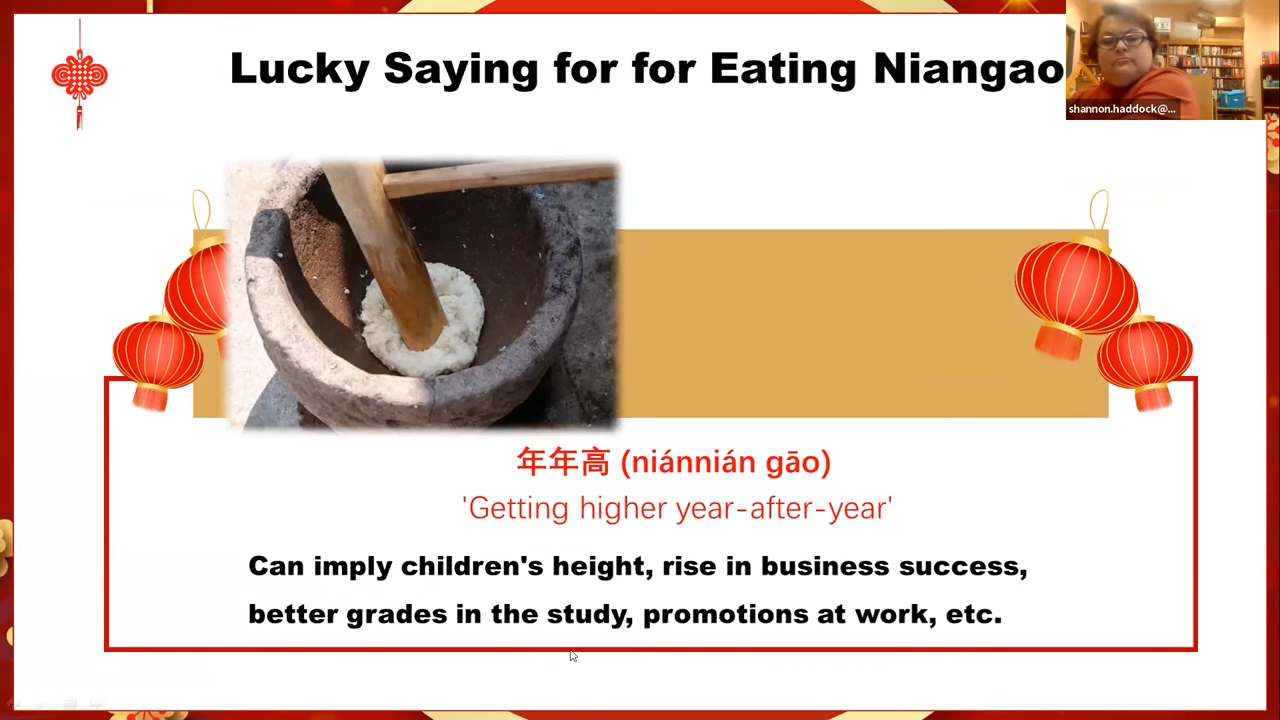 Lucky Saying for for Eating Niangao
shannon.haddock@...
年年高 (niánnián gāo)
'Getting higher year-after-year'
Can imply children's height, rise in business success,
better grades in the study, promotions at work, etc.